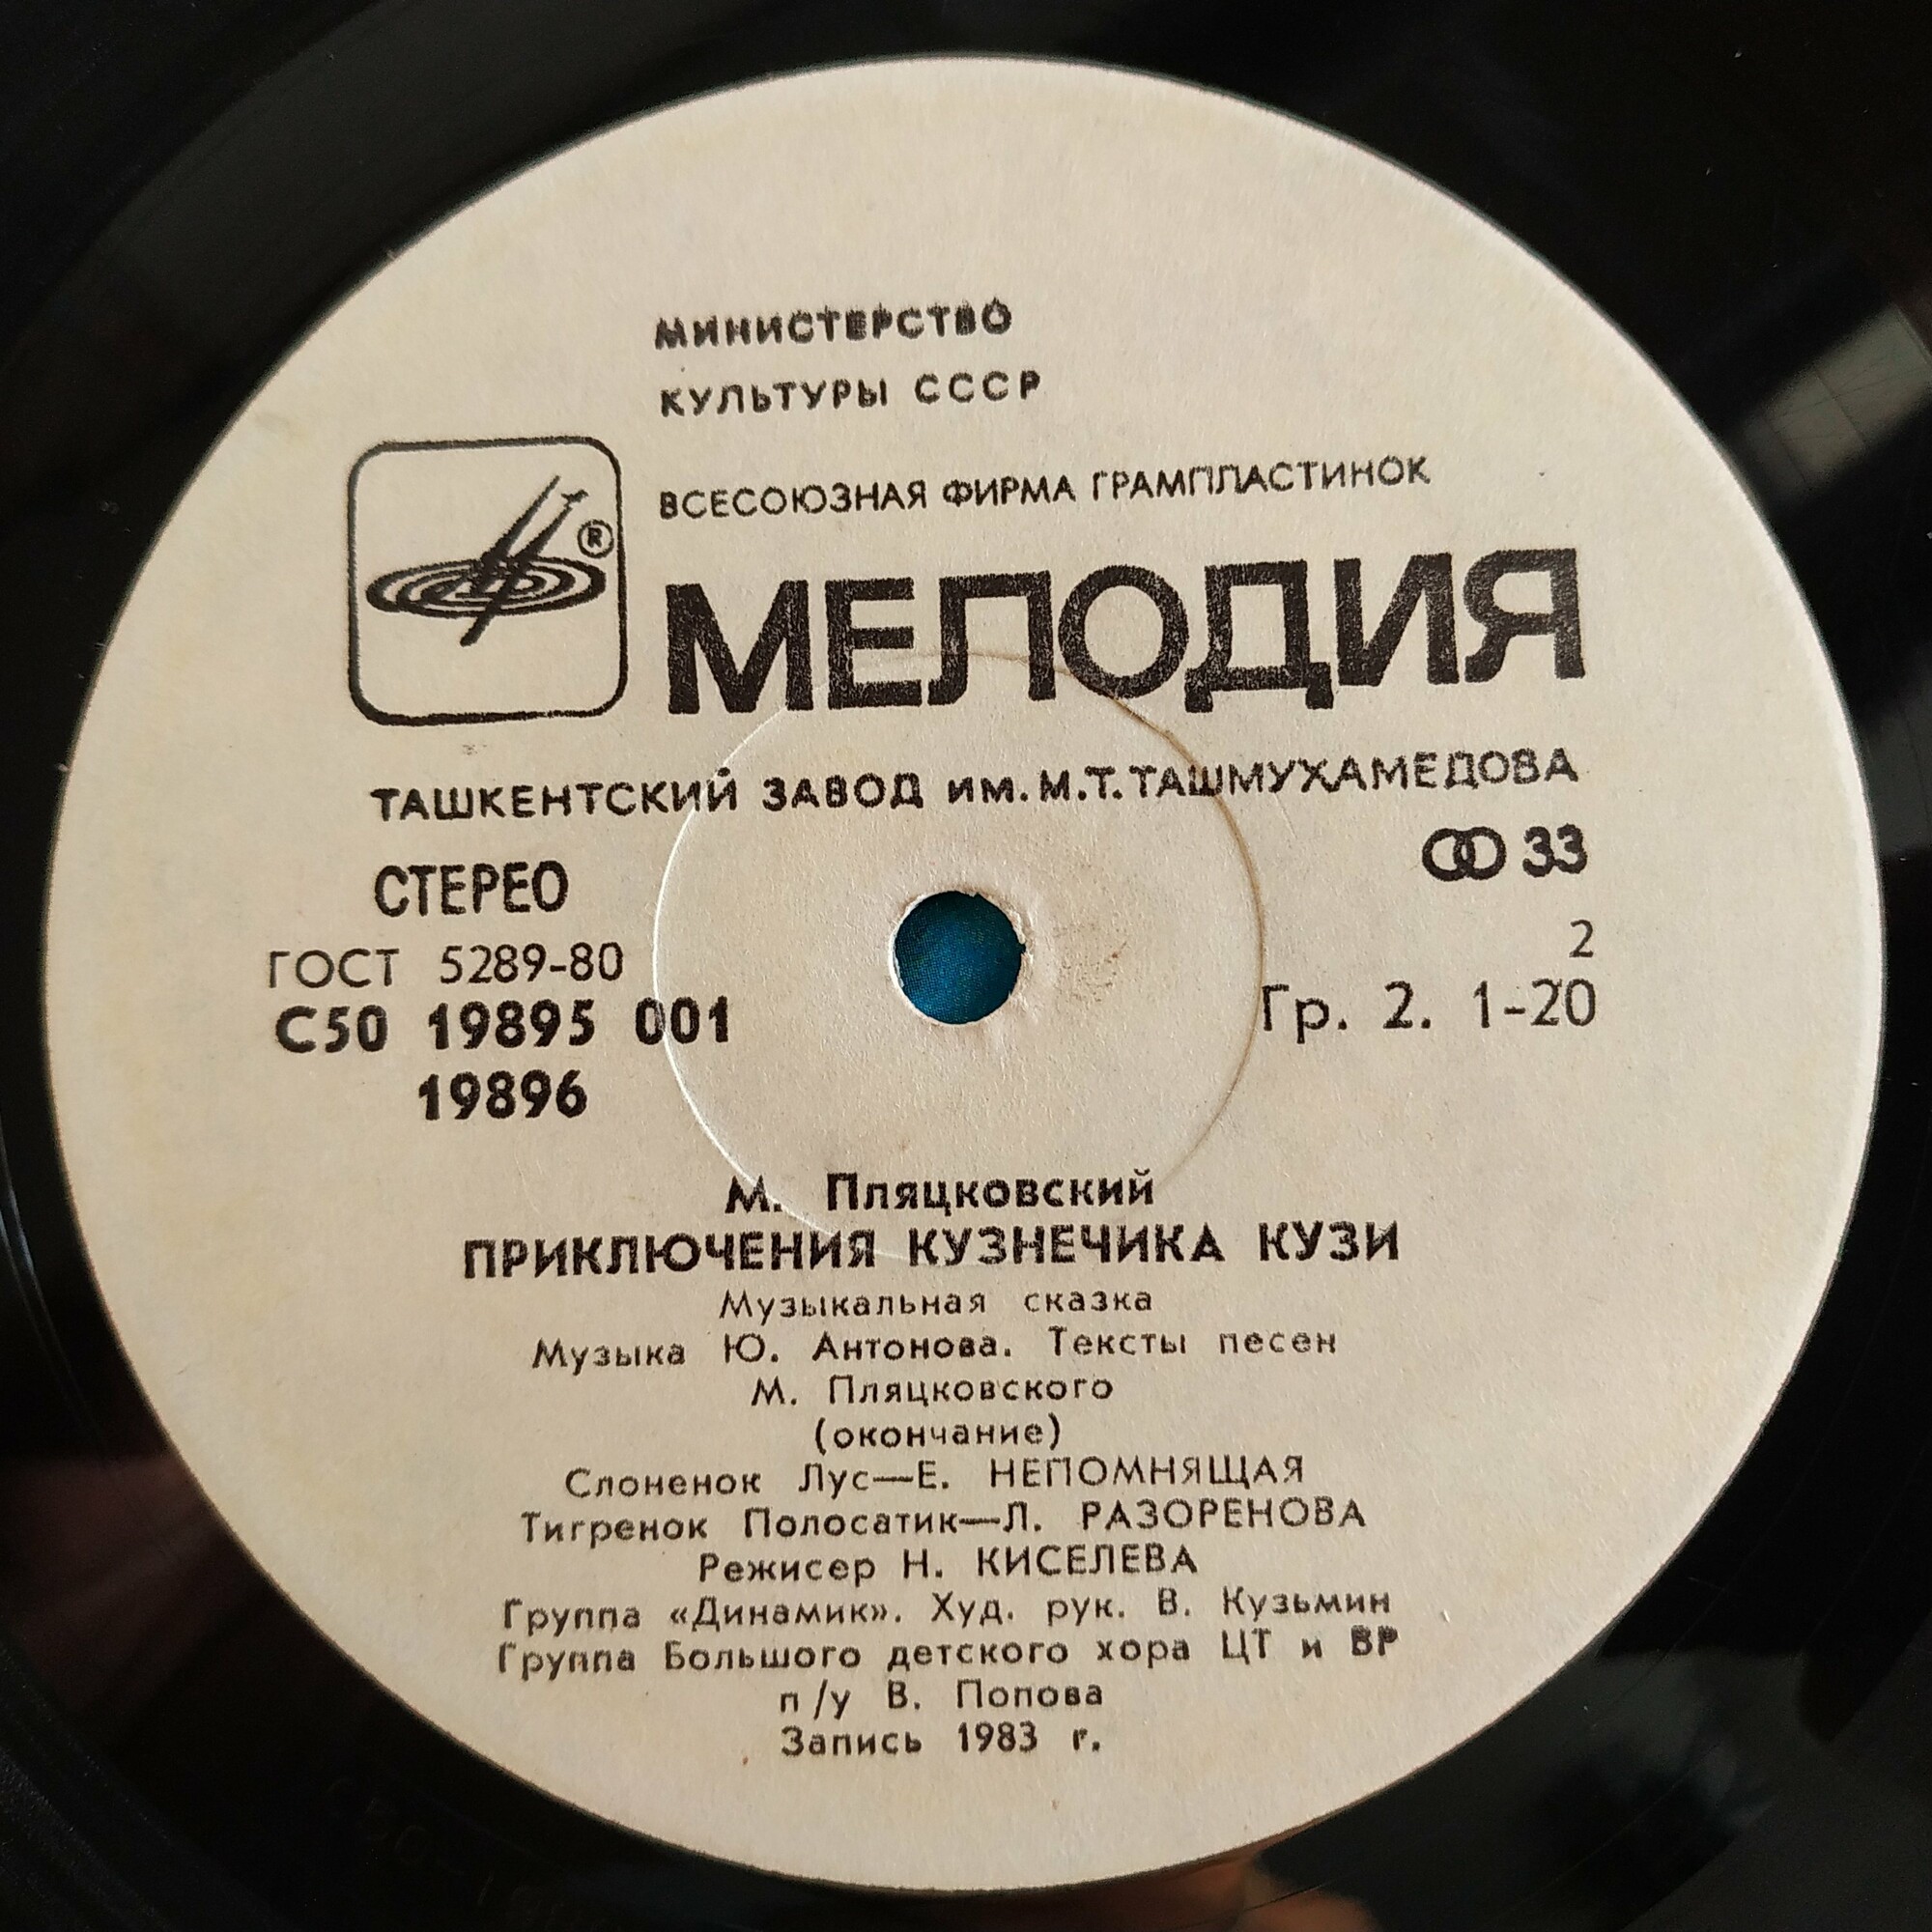 МИНИСТЕРСТВО
КУЛЬТУРЫ СССР
ВСЕСОЮЗНАЯ ФИРМА ГРАМПЛАСТИНОК
®
МЕЛОДИЯ
ТАШКЕНТСКИЙ ЗАВОД им. М.Т. ТАШМУХАМЕДОВА
СТЕРЕО
33
ГОСТ 5289-80
2
С50 19895 001
Гр. 2. 1-20
19896
М. Пляцковский
ПРИКЛЮЧЕНИЯ КУЗНЕЧИКА КУЗИ
Музыкальная сказка
Музыка Ю. Антонова. Тексты песен
М. Пляцковского
(окончание)
Слоненок Лус—Е. НЕПОМНЯЩАЯ
Тигренок Полосатик—Л. РАЗОРЕНОВА
Режисер Н. КИСЕЛЕВА
Группа «Динамик». Худ. рук. В. Кузьмин
Группа Большого детского хора ЦТ и ВР
п/у В. Попова
Запись 1983 г.